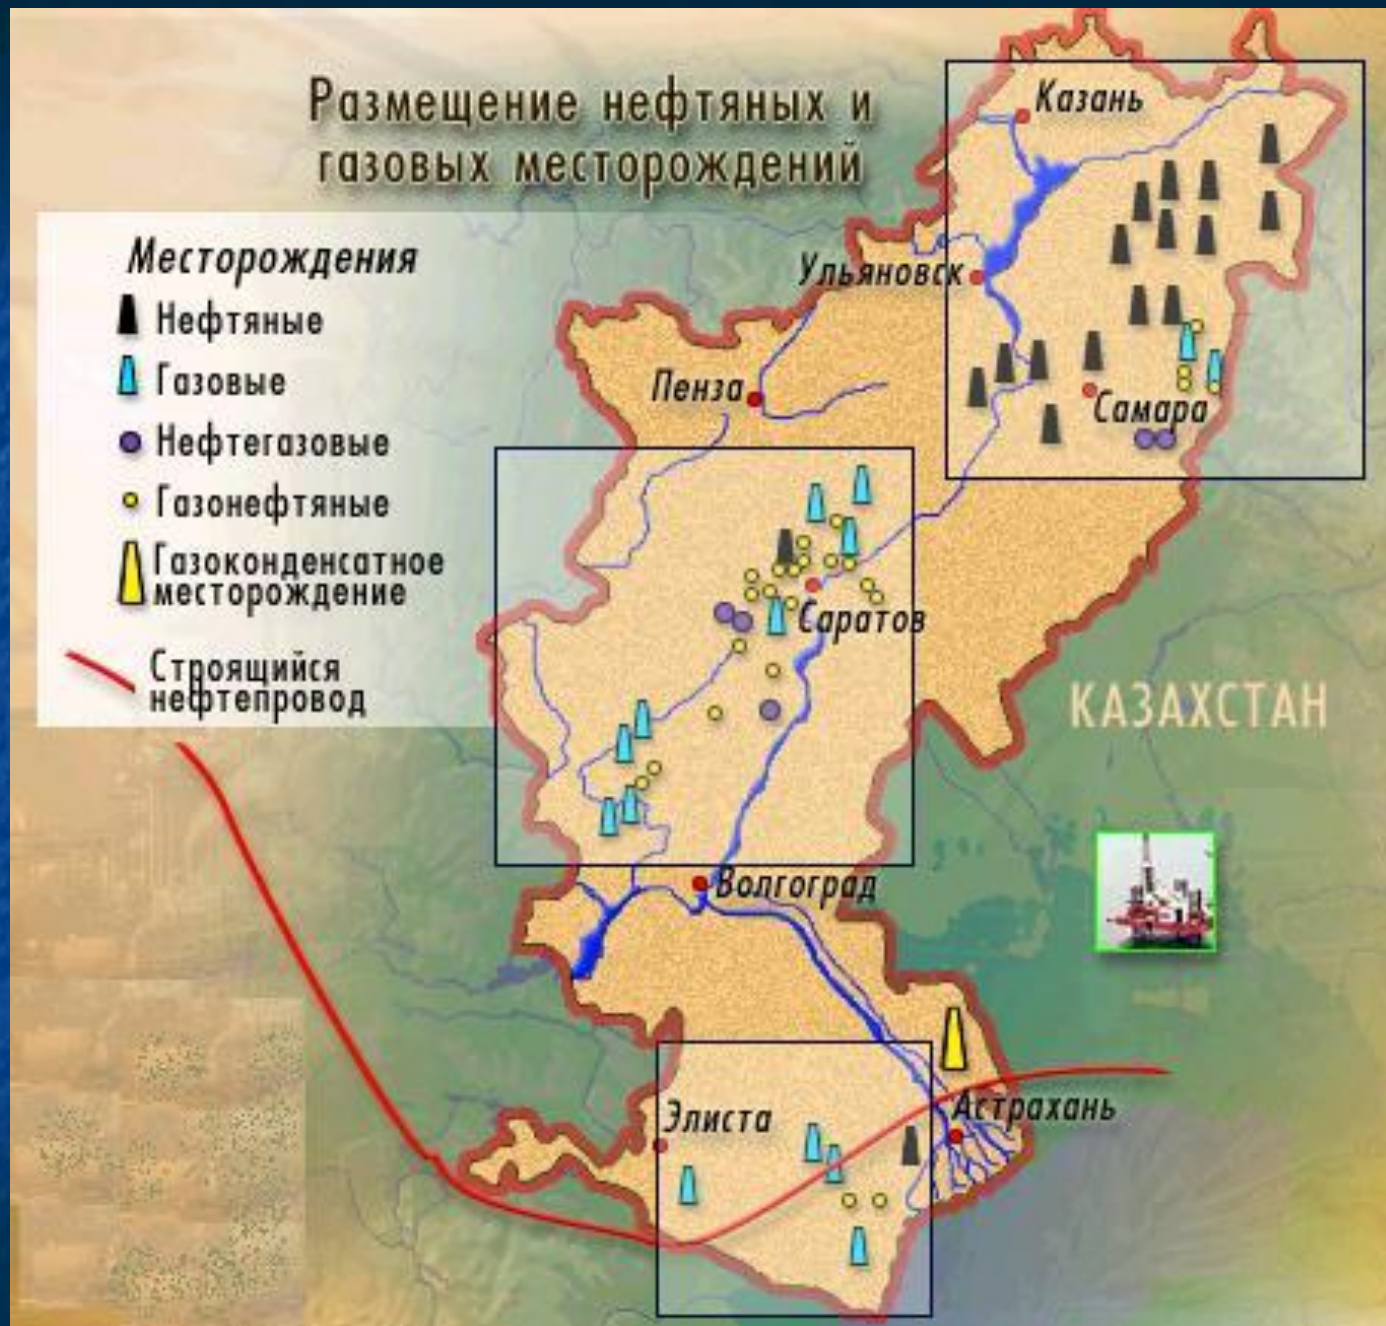 Размещение нефтяных и
газовых месторождений
Месторождения
Нефтяные
Газовые
Нефтегазовые
Газонефтяные
Газоконденсатное
месторождение
Строящийся
нефтепровод
Казань
Ульяновск
Пенза
Самара
Саратов
КАЗАХСТАН
Волгоград
Астрахань
Элиста